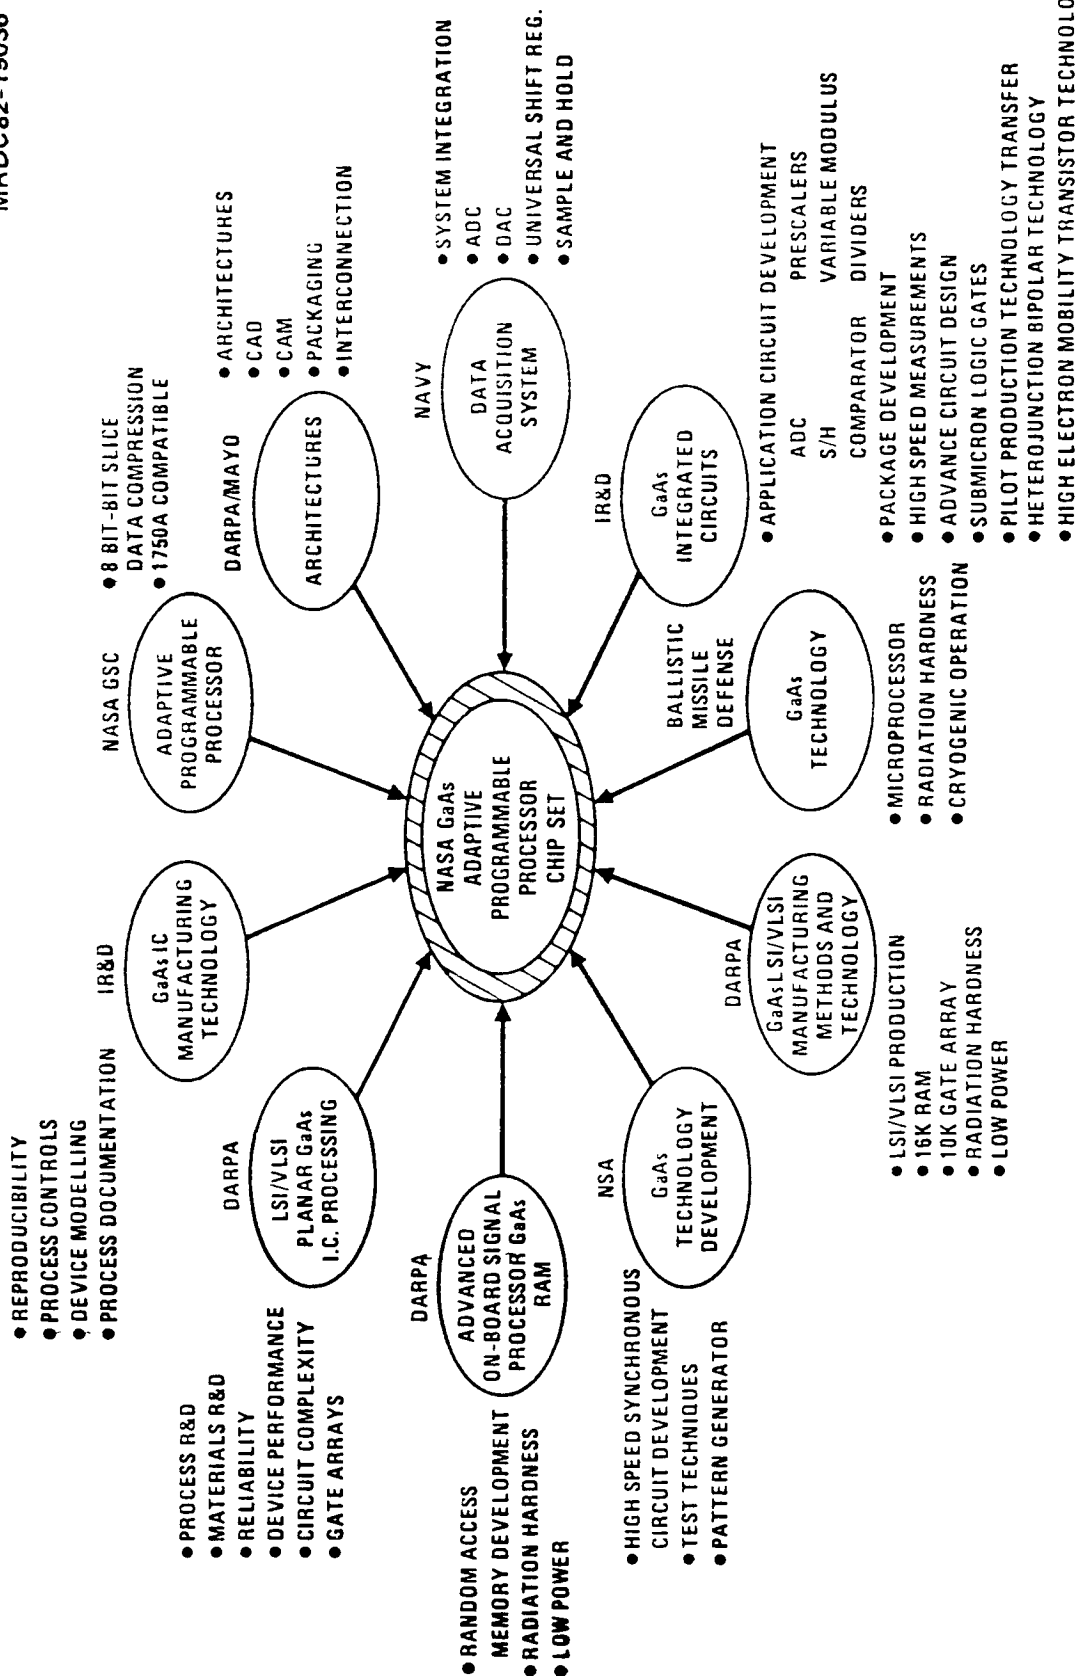 ● REPRODUCIBILITY
● PROCESS CONTROLS
● DEVICE MODELLING
● PROCESS DOCUMENTATION
IR&D
GaAs IC
MANUFACTURING
TECHNOLOGY
NASA GSC
ADAPTIVE
PROGRAMMABLE
PROCESSOR
● 8 BIT-BIT SLICE
DATA COMPRESSION
● 1750A COMPATIBLE
● PROCESS R&D
● MATERIALS R&D
● RELIABILITY
● DEVICE PERFORMANCE
● CIRCUIT COMPLEXITY
● GATE ARRAYS
DARPA
LSI/VLSI
PLANAR GaAs
I.C. PROCESSING
DARPA/MAYO
ARCHITECTURES
● ARCHITECTURES
● CAD
● CAM
● PACKAGING
● INTERCONNECTION
● RANDOM ACCESS
MEMORY DEVELOPMENT
● RADIATION HARDNESS
● LOW POWER
DARPA
ADVANCED
ON-BOARD SIGNAL
PROCESSOR/GaAs
RAM
NASA GaAs
ADAPTIVE
PROGRAMMABLE
PROCESSOR
CHIP SET
NAVY
DATA
ACQUISITION
SYSTEM
● SYSTEM INTEGRATION
● ADC
● DAC
● UNIVERSAL SHIFT REG.
● SAMPLE AND HOLD
● HIGH SPEED SYNCHRONOUS
CIRCUIT DEVELOPMENT
● TEST TECHNIQUES
● PATTERN GENERATOR
NSA
GaAs
TECHNOLOGY
DEVELOPMENT
DARPA
GaAs LSI/VLSI
MANUFACTURING
METHODS AND
TECHNOLOGY
● LSI/VLSI PRODUCTION
● 16K RAM
● 10K GATE ARRAY
● RADIATION HARDNESS
● LOW POWER
BALLISTIC
MISSILE
DEFENSE
GaAs
TECHNOLOGY
● MICROPROCESSOR
● RADIATION HARDNESS
● CRYOGENIC OPERATION
IR&D
GaAs
INTEGRATED
CIRCUITS
● APPLICATION CIRCUIT DEVELOPMENT
ADC PRESCALERS
S/H VARIABLE MODULUS
COMPARATOR DIVIDERS
● PACKAGE DEVELOPMENT
● HIGH SPEED MEASUREMENTS
● ADVANCE CIRCUIT DESIGN
● SUBMICRON LOGIC GATES
● PILOT PRODUCTION TECHNOLOGY TRANSFER
● HETEROJUNCTION BIPOLAR TECHNOLOGY
● HIGH ELECTRON MOBILITY TRANSISTOR